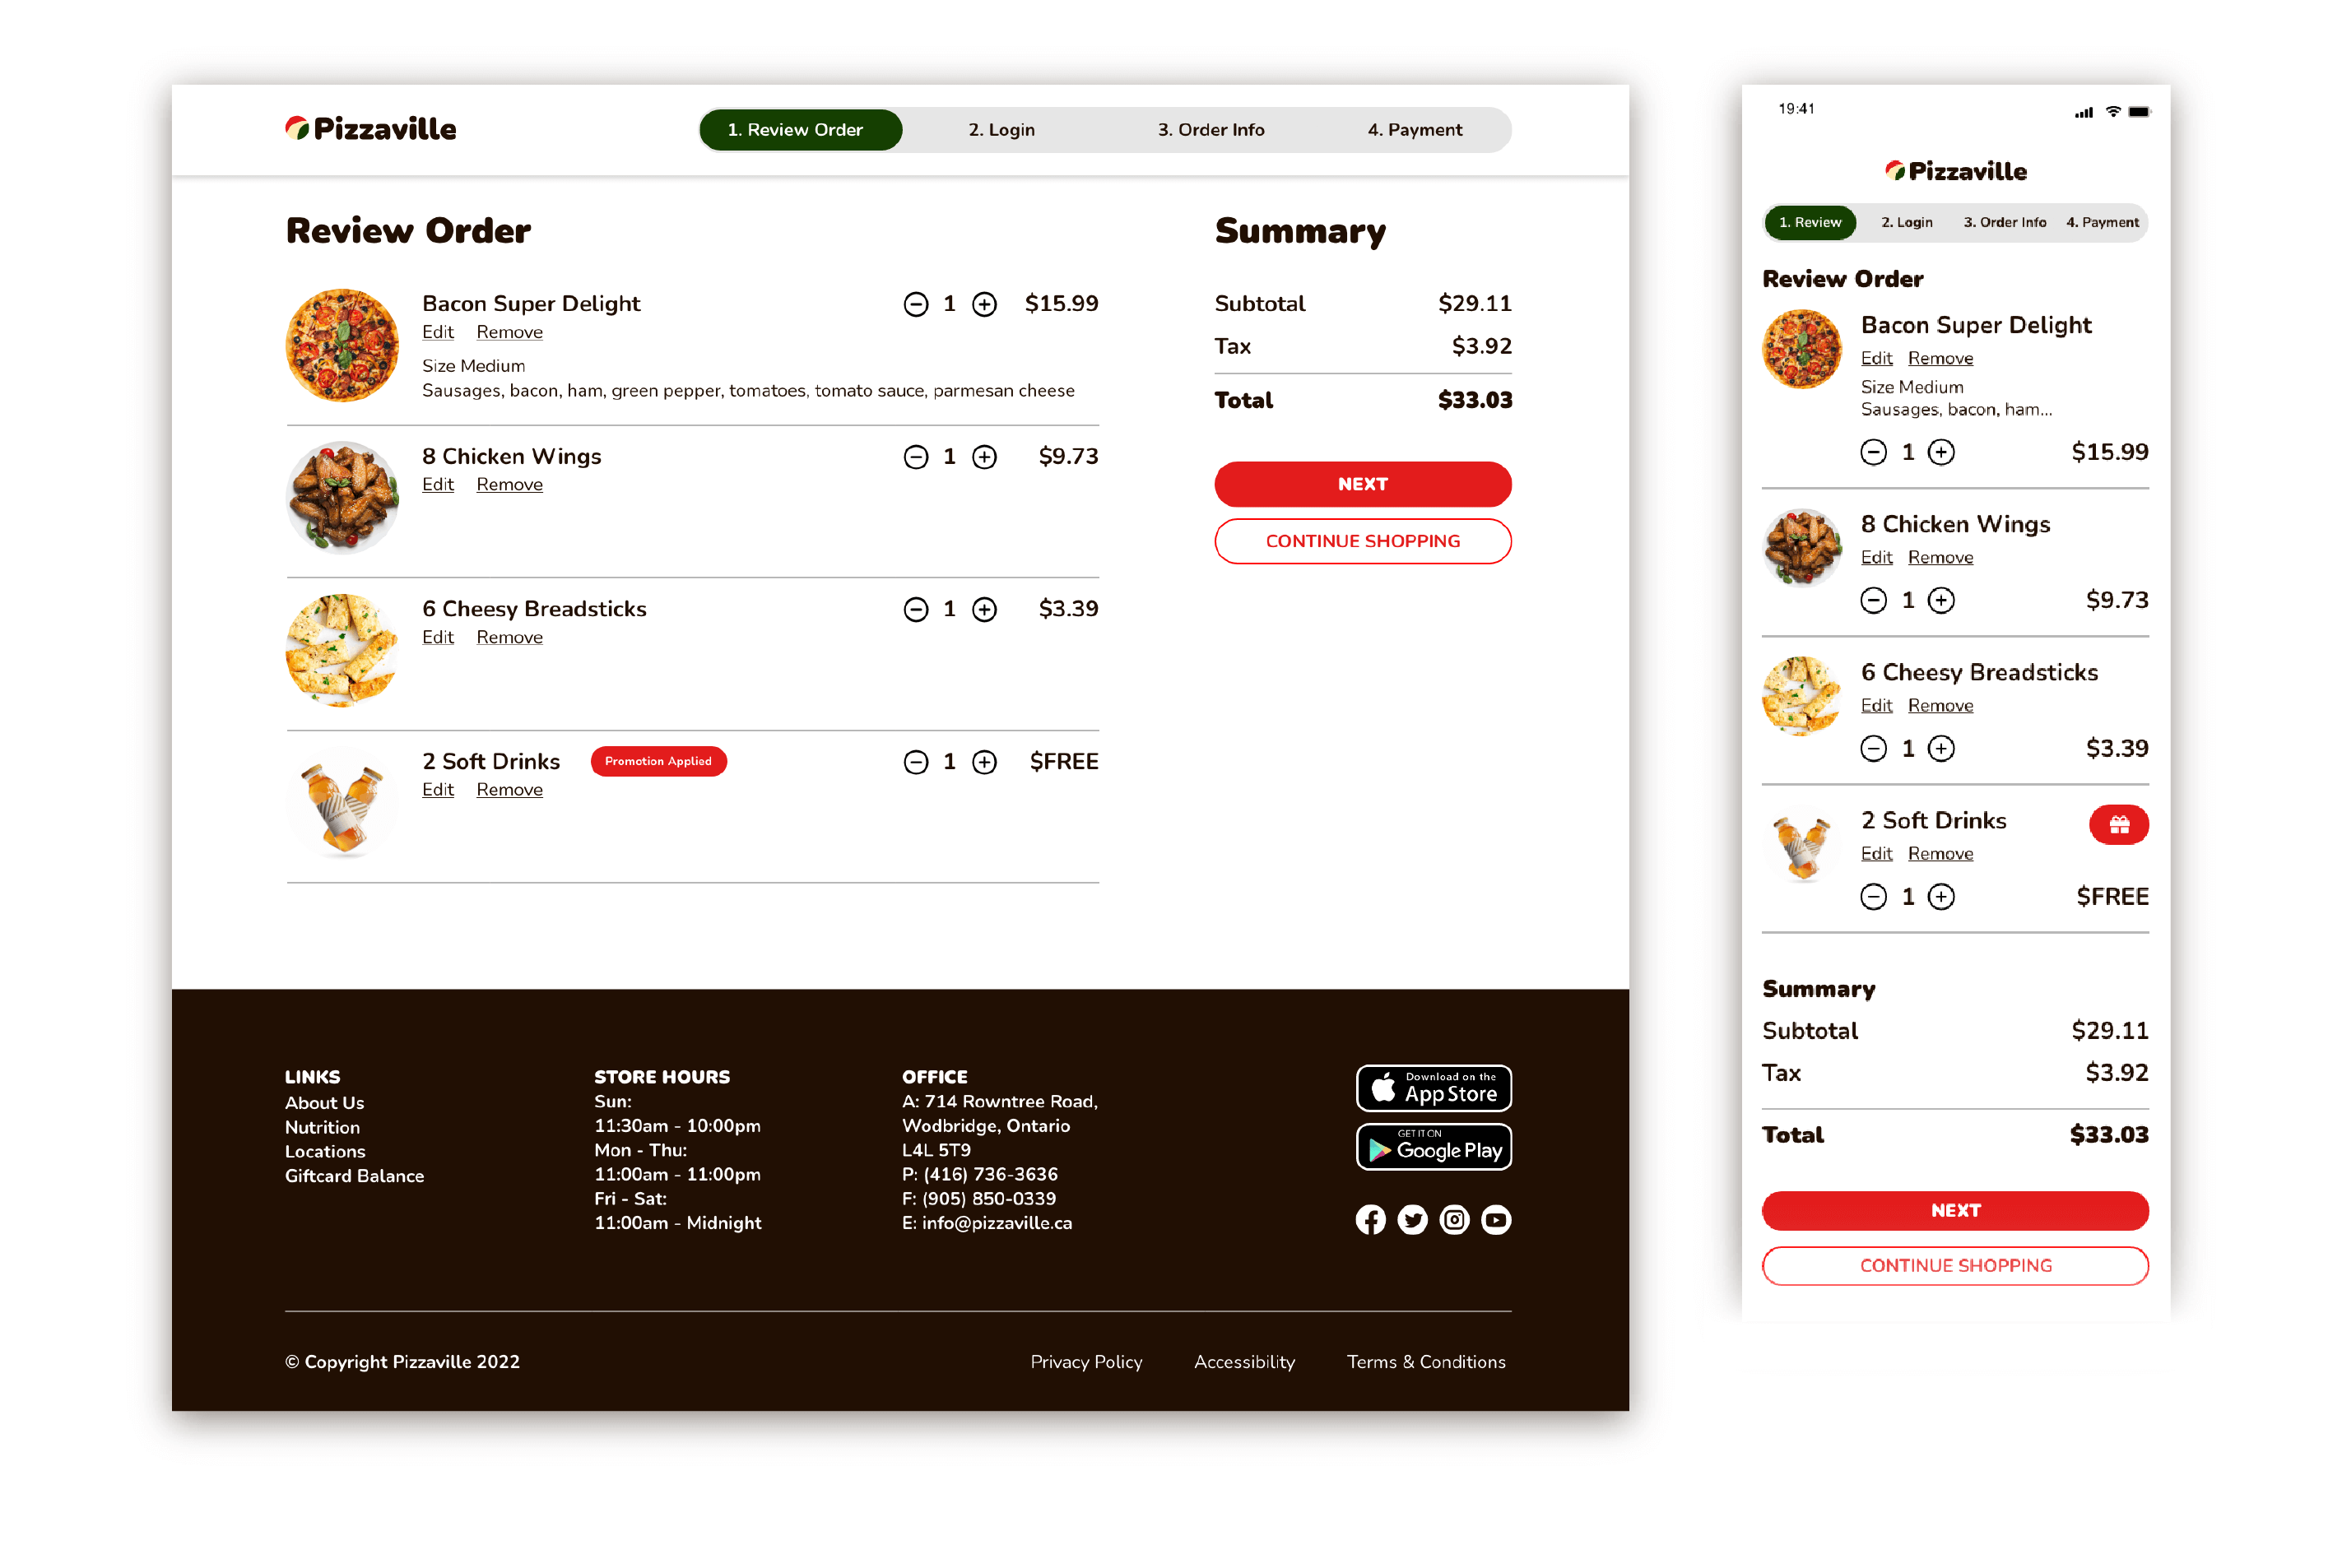 Pizzaville
1. Review Order 2. Login 3. Order Info 4. Payment
Review Order
Bacon Super Delight 1 $15.99
Edit Remove
Size Medium
Sausages, bacon, ham, green pepper, tomatoes, tomato sauce, parmesan cheese
8 Chicken Wings 1 $9.73
Edit Remove
6 Cheesy Breadsticks 1 $3.39
Edit Remove
2 Soft Drinks Promotion Applied 1 $FREE
Edit Remove
Summary
Subtotal $29.11
Tax $3.92
Total $33.03
NEXT
CONTINUE SHOPPING
LINKS
About Us
Nutrition
Locations
Giftcard Balance
STORE HOURS
Sun:
11:30am - 10:00pm
Mon - Thu:
11:00am - 11:00pm
Fri - Sat:
11:00am - Midnight
OFFICE
A: 714 Rowntree Road,
Wodbridge, Ontario
L4L 5T9
P: (416) 736-3636
F: (905) 850-0339
E: info@pizzaville.ca
Download on the
App Store
GET IT ON
Google Play
© Copyright Pizzaville 2022
Privacy Policy Accessibility Terms & Conditions
19:41
Pizzaville
1. Review 2. Login 3. Order Info 4. Payment
Review Order
Bacon Super Delight
Edit Remove
Size Medium
Sausages, bacon, ham...
1 $15.99
8 Chicken Wings
Edit Remove
1 $9.73
6 Cheesy Breadsticks
Edit Remove
1 $3.39
2 Soft Drinks
Edit Remove
1 $FREE
Summary
Subtotal $29.11
Tax $3.92
Total $33.03
NEXT
CONTINUE SHOPPING